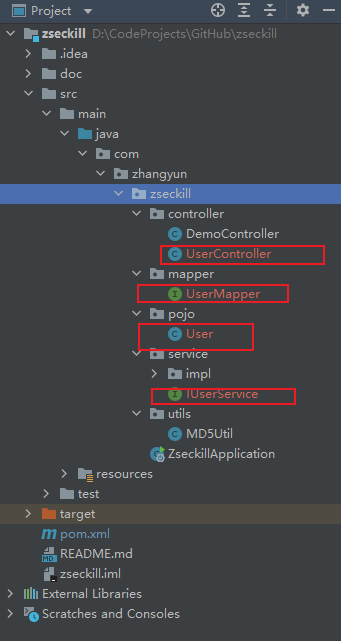 Project
zseckill D:\CodeProjects\GitHub\zseckill
.idea
doc
src
main
java
com
zhangyun
zseckill
controller
DemoController
UserController
mapper
UserMapper
pojo
User
service
impl
IUserService
utils
MD5Util
ZseckillApplication
resources
test
target
pom.xml
README.md
zseckill.iml
External Libraries
Scratches and Consoles